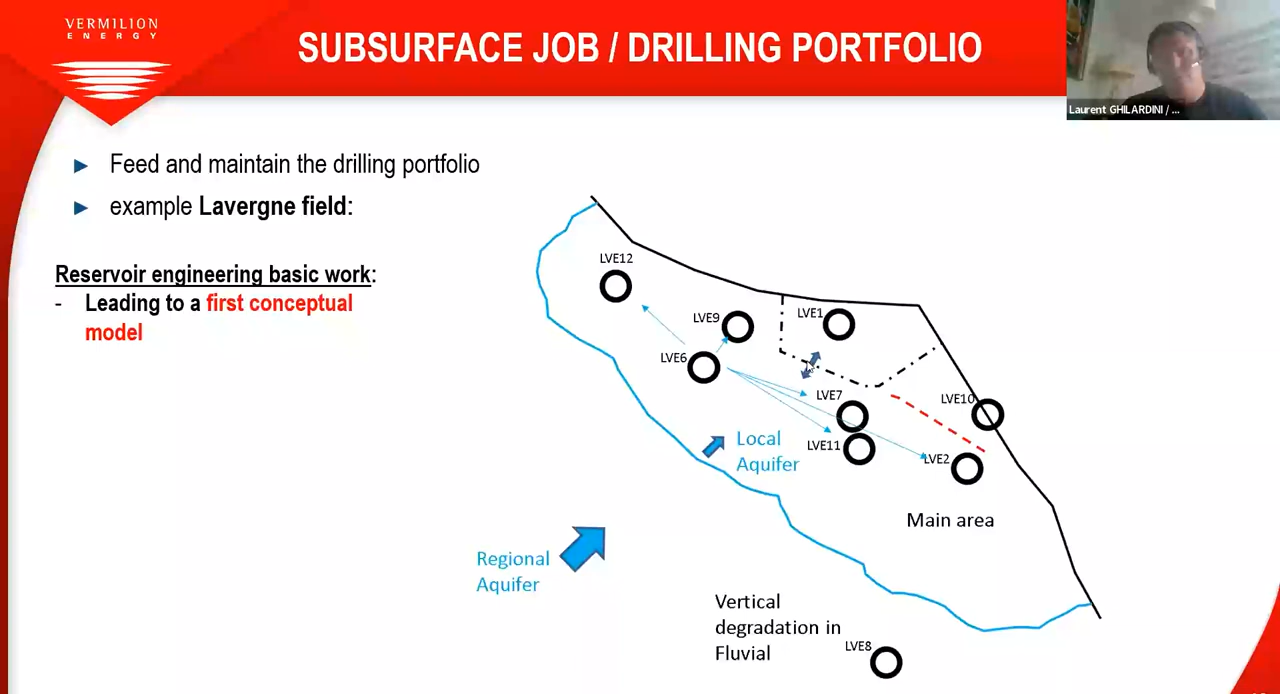 VERMILION
ENERGY
SUBSURFACE JOB / DRILLING PORTFOLIO
Laurent GHILARDINI / ...
► Feed and maintain the drilling portfolio
► example Lavergne field:
Reservoir engineering basic work:
- Leading to a first conceptual
model
LVE12
LVE9
LVE1
LVE6
LVE7
LVE10
LVE11
LVE2
Local
Aquifer
Main area
Regional
Aquifer
Vertical
degradation in
Fluvial
LVE8